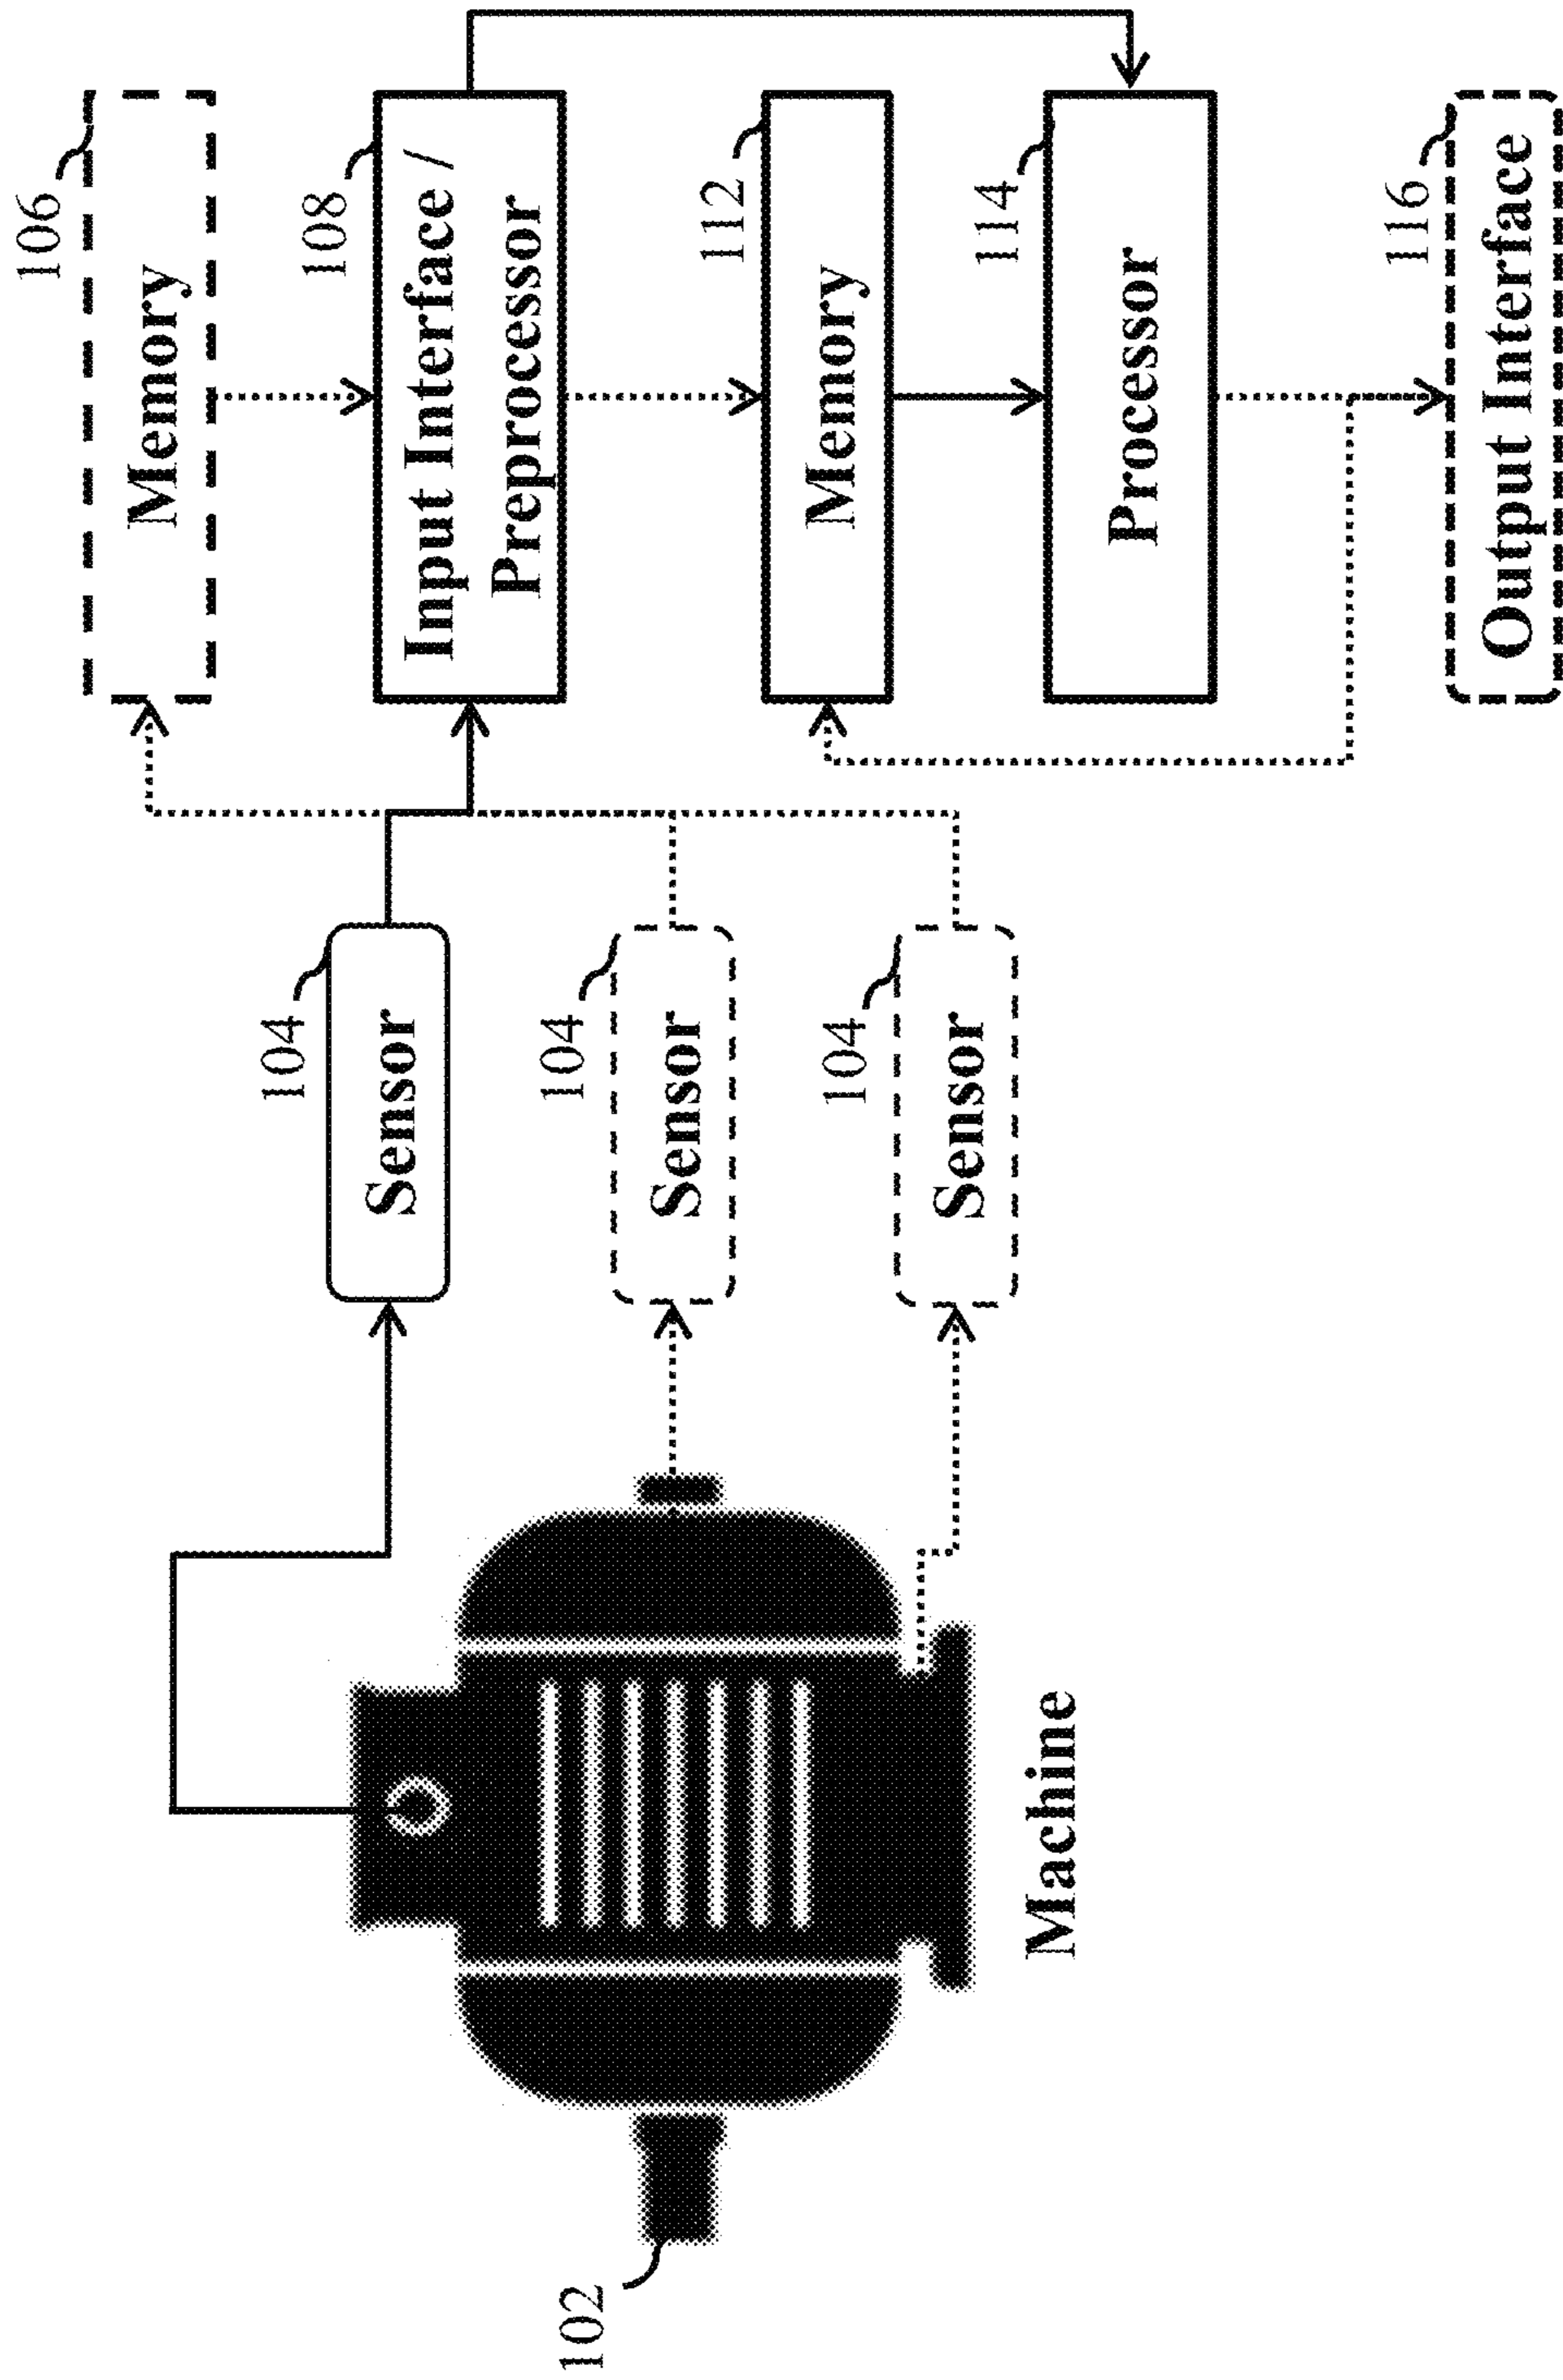 106
Memory
108
Input Interface /
Preprocessor
104
Sensor
112
Memory
104
Sensor
114
Processor
104
Sensor
116
Output Interface
102
Machine